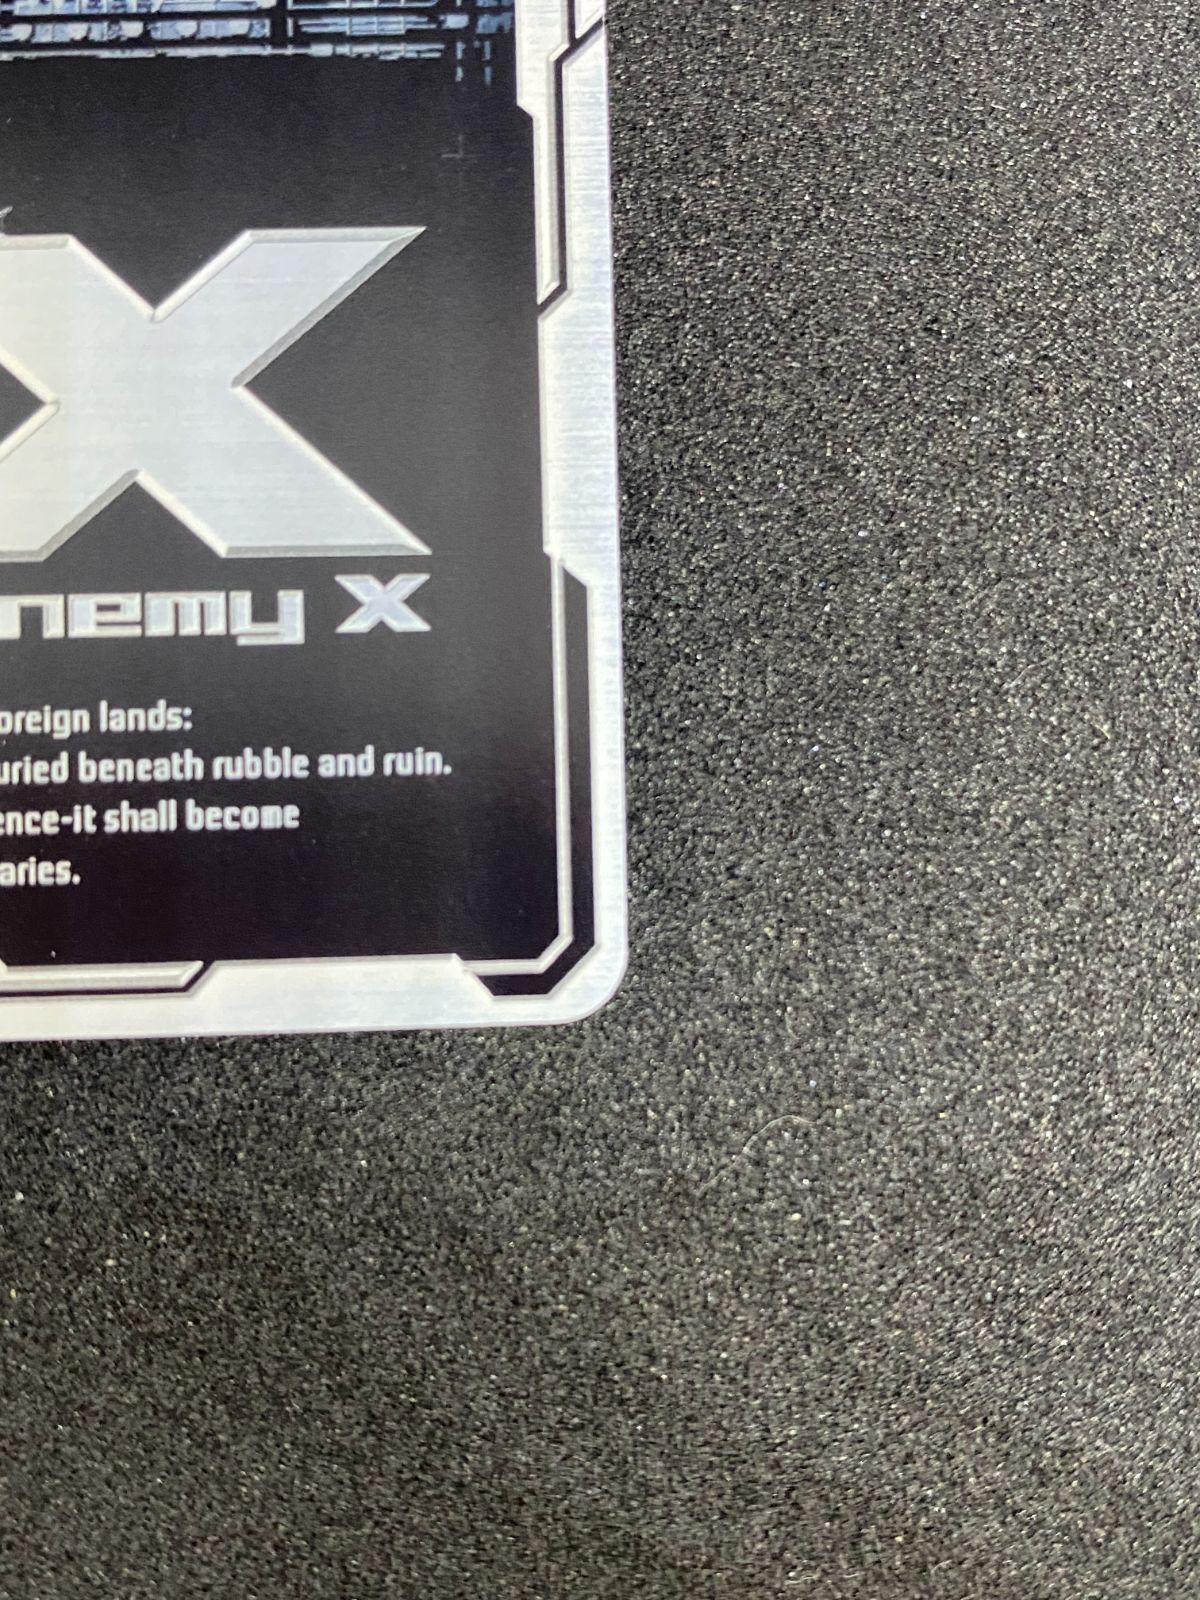 X
nemy X
oreign lands:
uried beneath rubble and ruin.
ence-it shall become
aries.